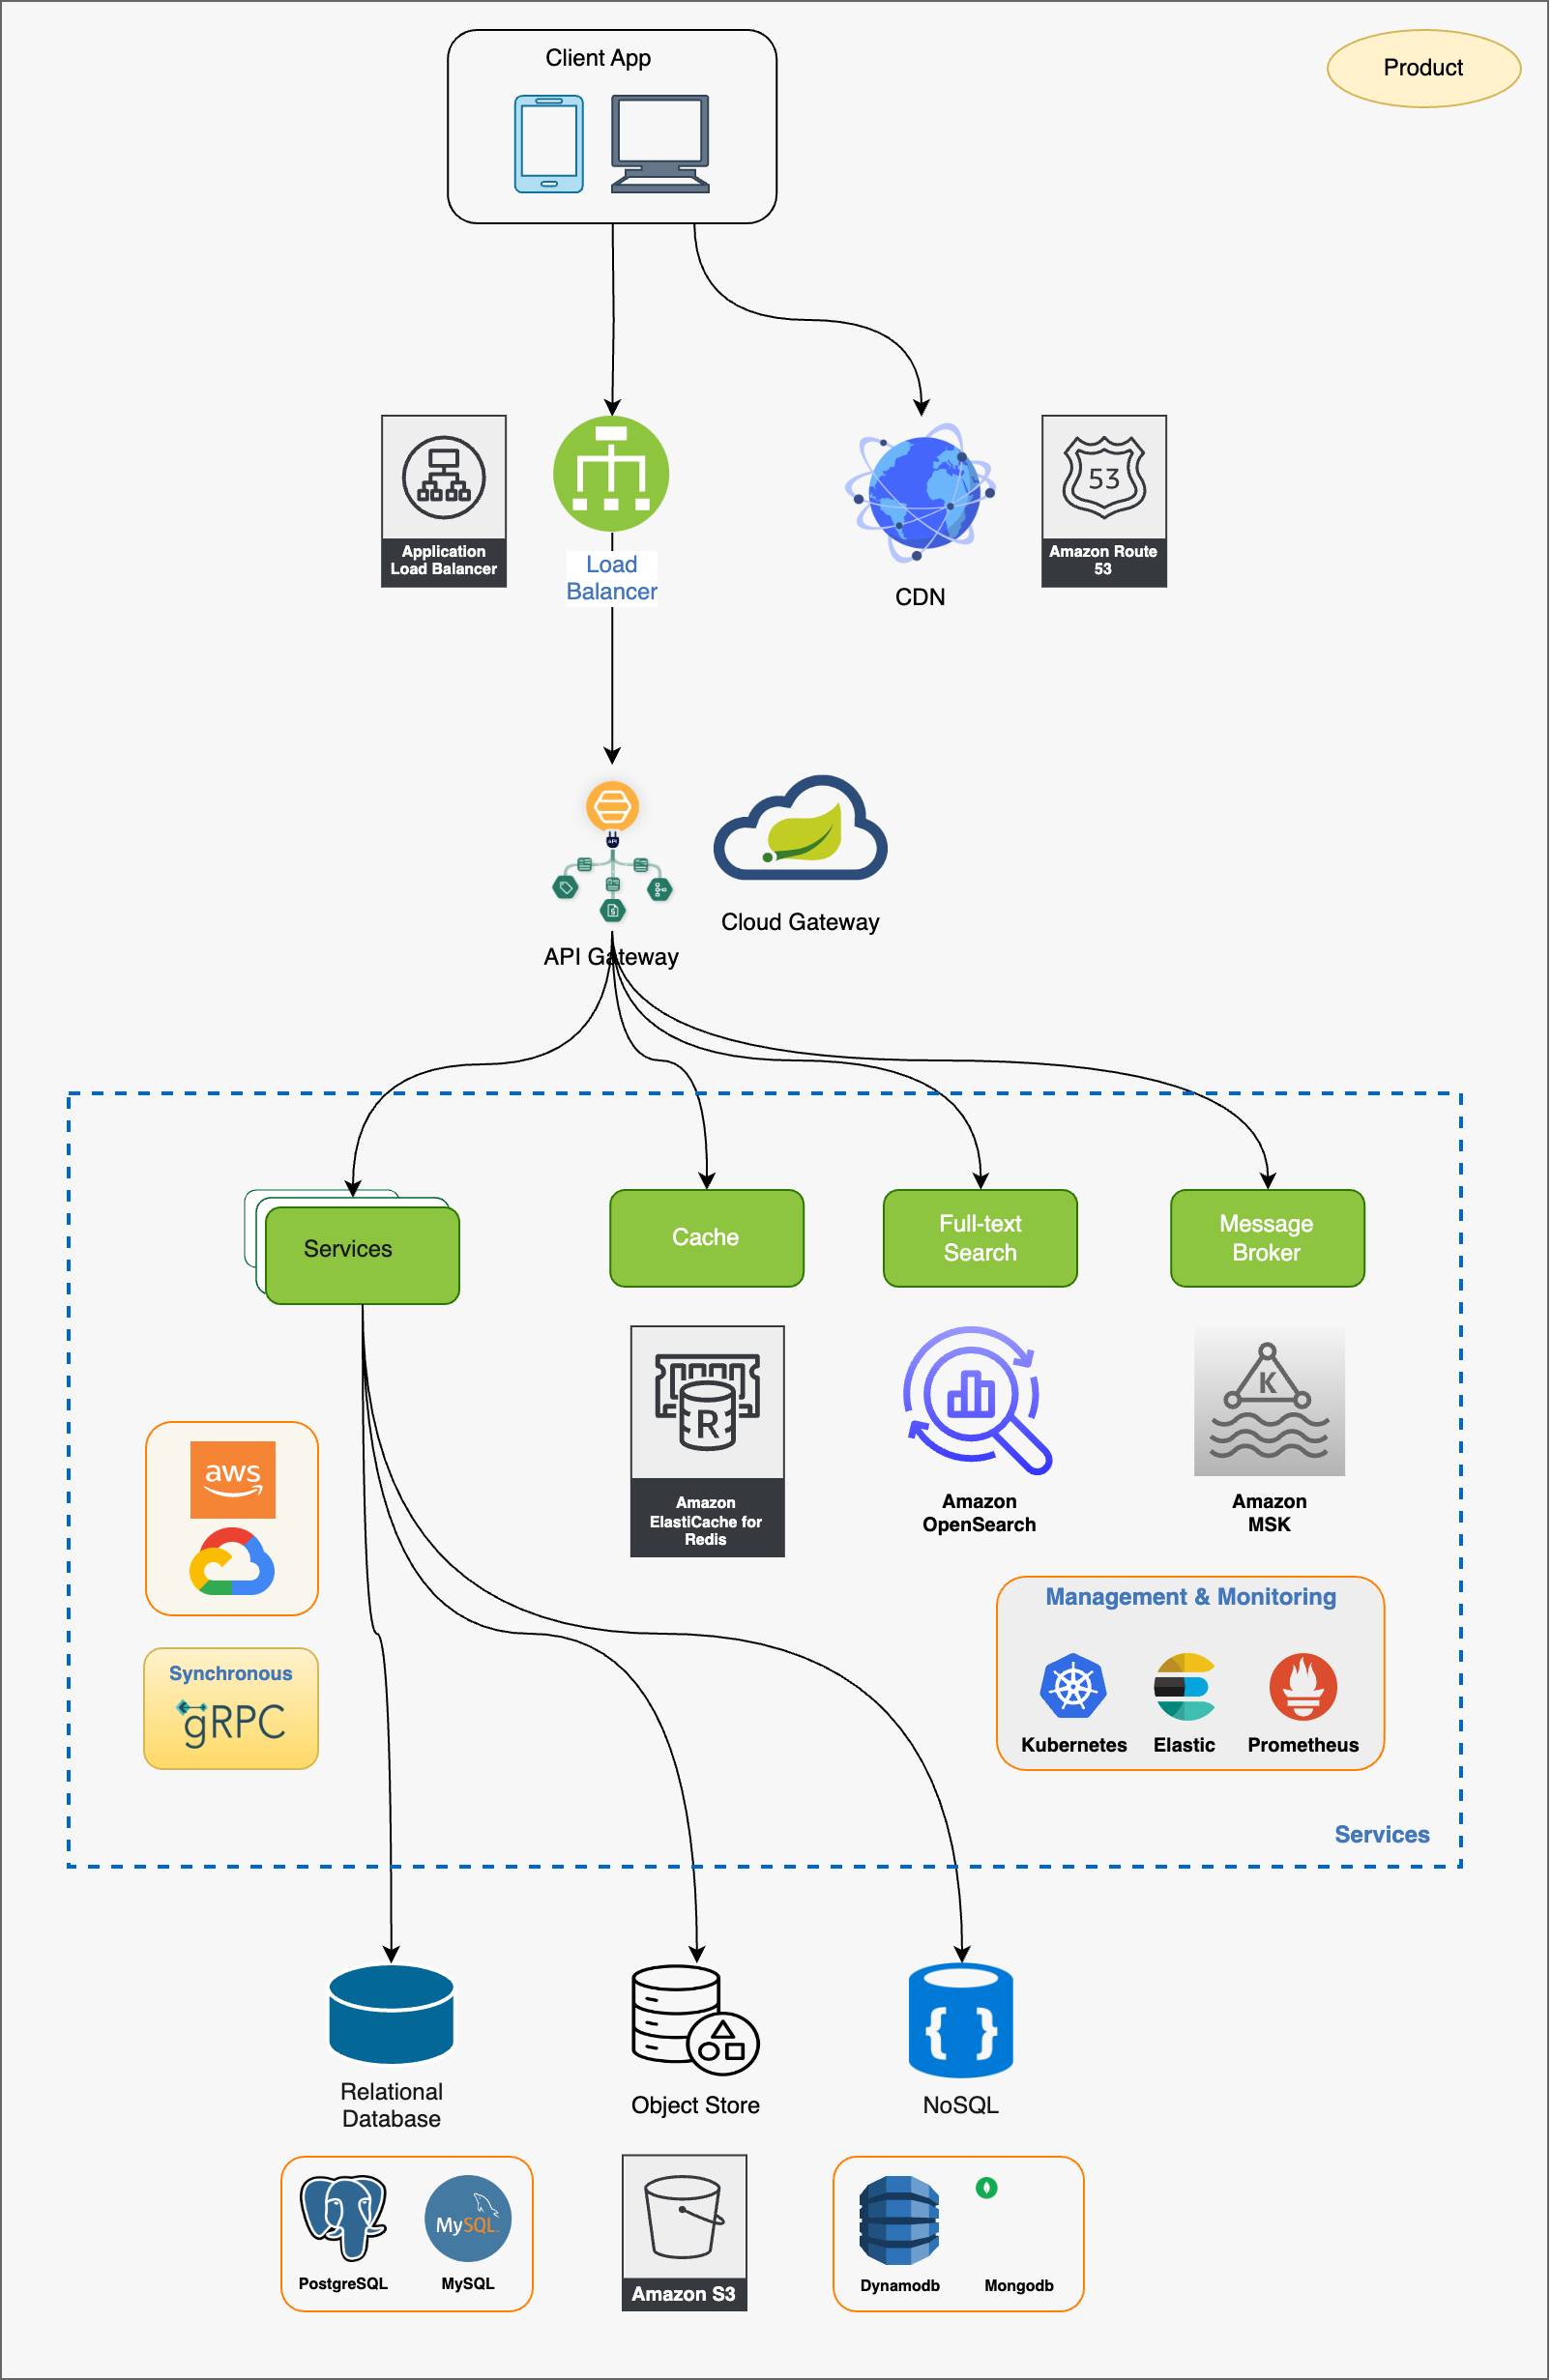 Client App
Product
Application
Load Balancer
Load
Balancer
CDN
53
Amazon Route
53
API
Cloud Gateway
API Gateway
Services
Cache
Full-text
Search
Message
Broker
R
K
aws
Amazon
ElastiCache for
Redis
Amazon
OpenSearch
Amazon
MSK
Management & Monitoring
Synchronous
gRPC
Kubernetes
Elastic
Prometheus
Services
{ }
Relational
Database
Object Store
NoSQL
MySQL
PostgreSQL
MySQL
Amazon S3
Dynamodb
Mongodb